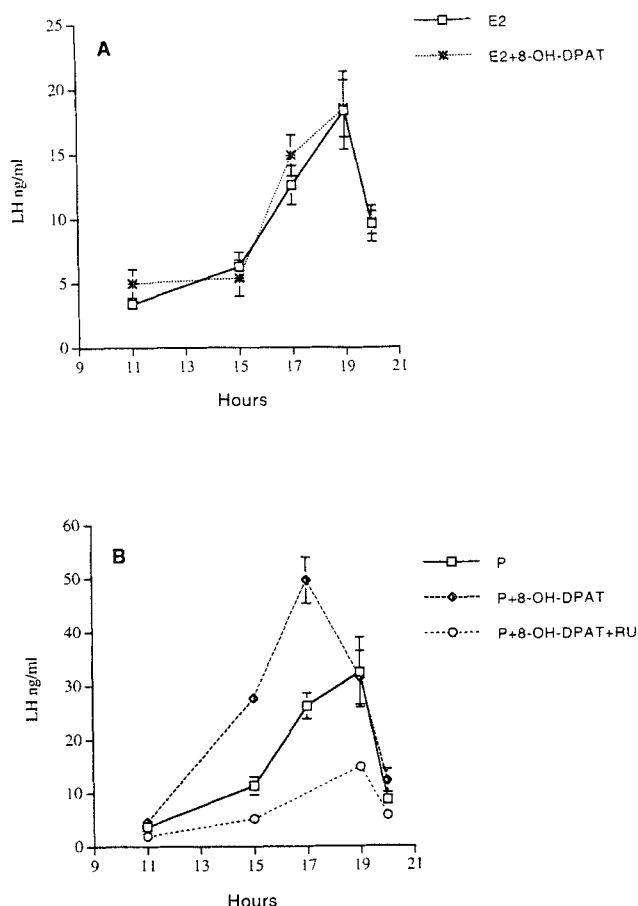 A
E2
E2+8-OH-DPAT
LH ng/ml
25
20
15
10
5
0
9 11 13 15 17 19 21
Hours
B
P
P+8-OH-DPAT
P+8-OH-DPAT+RU
LH ng/ml
60
50
40
30
20
10
0
9 11 13 15 17 19 21
Hours